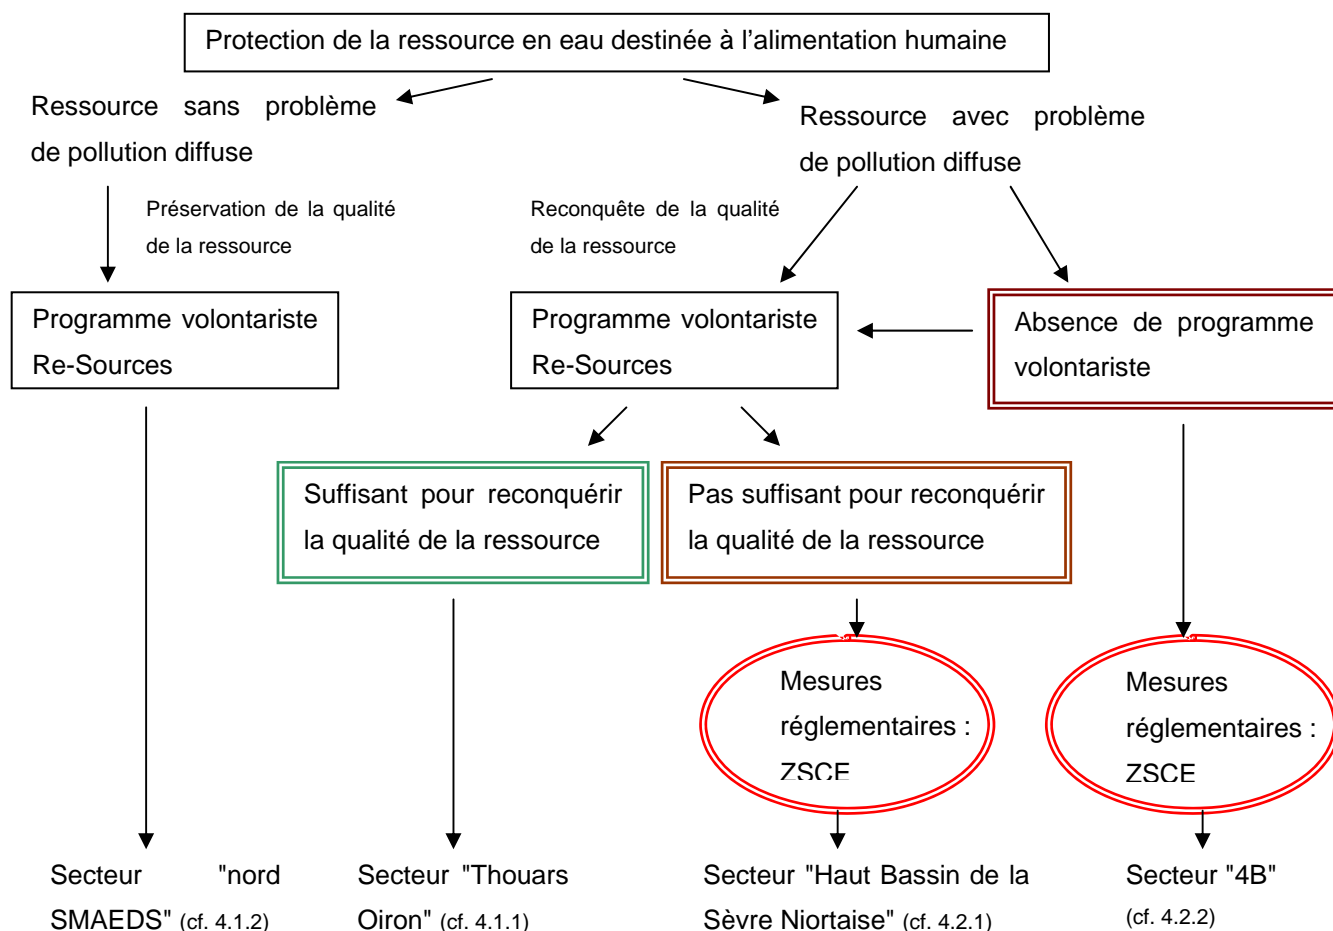 Protection de la ressource en eau destinée à l'alimentation humaine
Ressource sans problème
de pollution diffuse
Ressource avec problème
de pollution diffuse
Préservation de la qualité
de la ressource
Reconquête de la qualité
de la ressource
Programme volontariste
Re-Sources
Programme volontariste
Re-Sources
Absence de programme
volontariste
Suffisant pour reconquérir
la qualité de la ressource
Pas suffisant pour reconquérir
la qualité de la ressource
Mesures
réglementaires :
ZSCE
Mesures
réglementaires :
ZSCE
Secteur "nord
SMAEDS" (cf. 4.1.2)
Secteur "Thouars
Oiron" (cf. 4.1.1)
Secteur "Haut Bassin de la
Sèvre Niortaise" (cf. 4.2.1)
Secteur "4B"
(cf. 4.2.2)